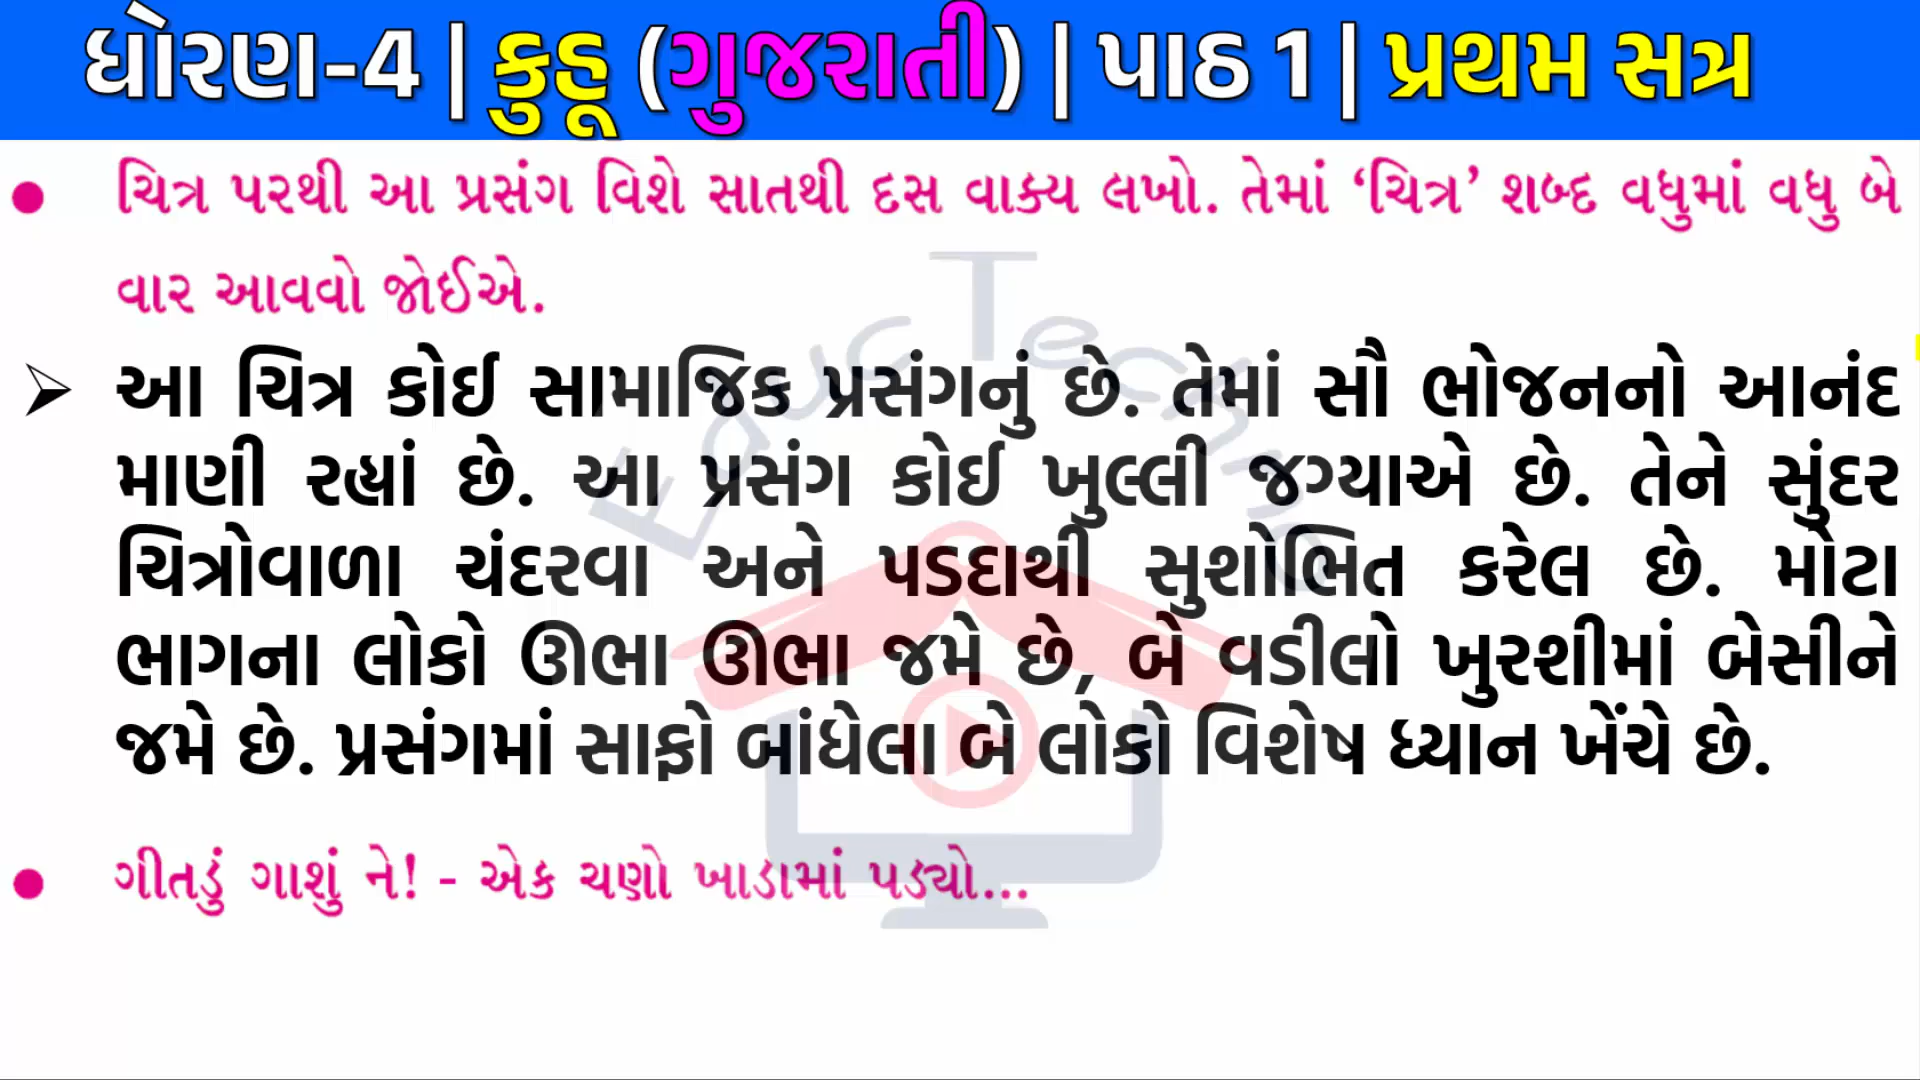 ધોરણ-4 | કુહૂ (ગુજરાતી) | પાઠ 1 | પ્રથમ સત્ર
• ચિત્ર પરથી આ પ્રસંગ વિશે સાતથી દસ વાક્ય લખો. તેમાં ‘ચિત્ર’ શબ્દ વધુમાં વધુ બે
વાર આવવો જોઈએ.
➢ આ ચિત્ર કોઈ સામાજિક પ્રસંગનું છે. તેમાં સૌ ભોજનનો આનંદ
માણી રહ્યાં છે. આ પ્રસંગ કોઈ ખુલ્લી જગ્યાએ છે. તેને સુંદર
ચિત્રોવાળા ચંદરવા અને પડદાથી સુશોભિત કરેલ છે. મોટા
ભાગના લોકો ઊભા ઊભા જમે છે, બે વડીલો ખુરશીમાં બેસીને
જમે છે. પ્રસંગમાં સાફો બાંધેલા બે લોકો વિશેષ ધ્યાન ખેંચે છે.
• ગીતડું ગાશું ને! - એક ચણો ખાડામાં પડ્યો...
Educ Techno